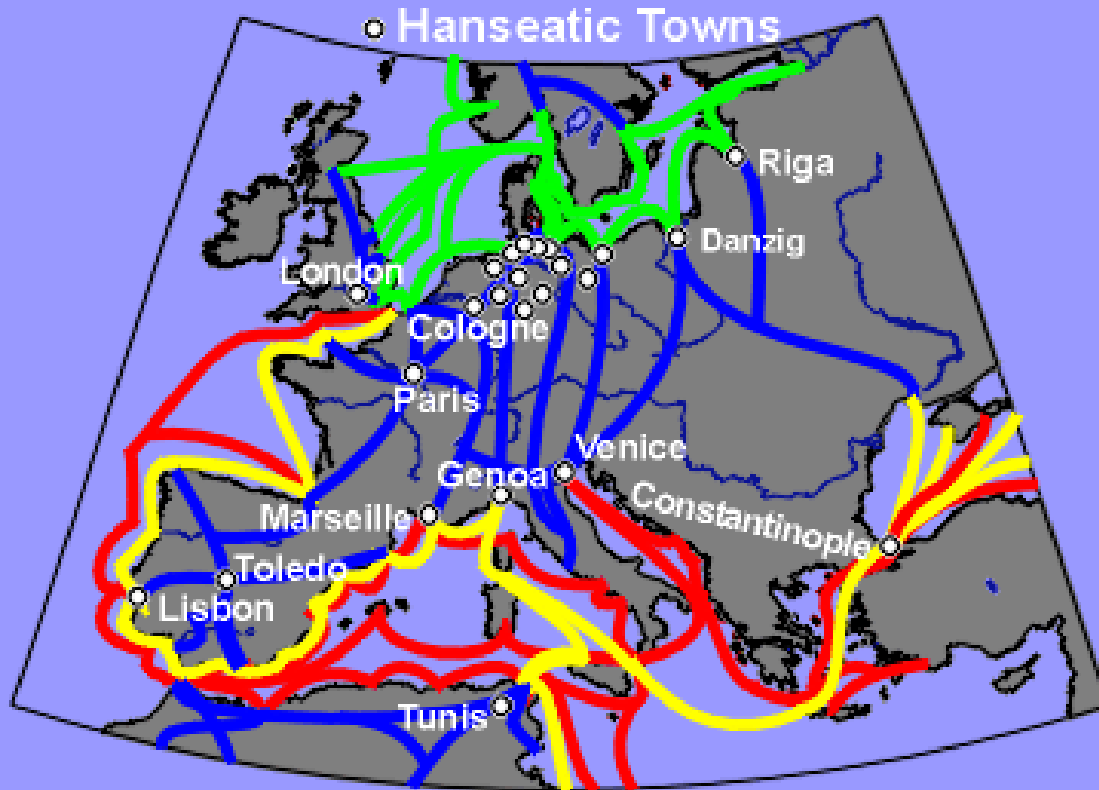 Hanseatic Towns
Riga
Danzig
London
Cologne
Paris
Venice
Genoa
Constantinople
Marseille
Toledo
Lisbon
Tunis